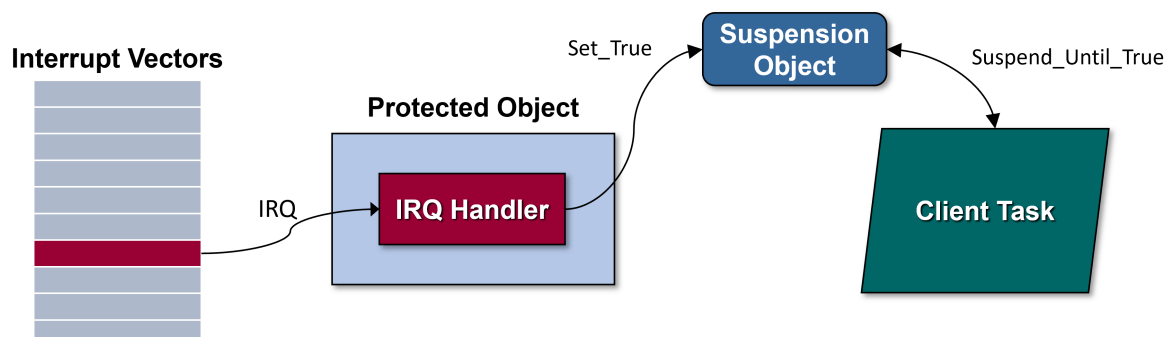 Interrupt Vectors
IRQ
Protected Object
IRQ Handler
Set_True
Suspension
Object
Suspend_Until_True
Client Task